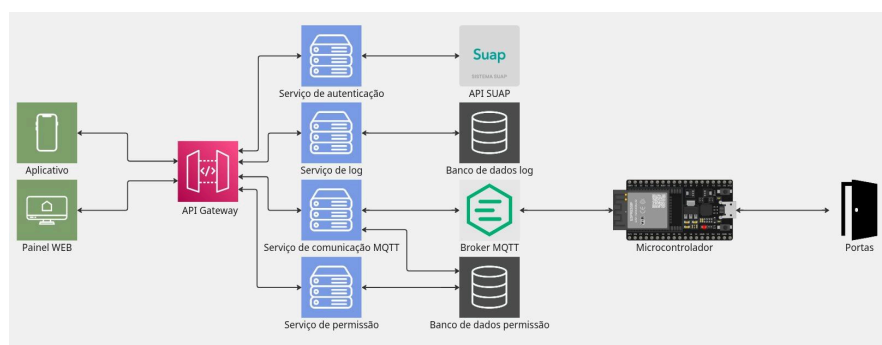 Suap
SISTEMA SUAP
Serviço de autenticação
API SUAP
Aplicativo
</>
Serviço de log
Banco de dados log
API Gateway
Painel WEB
Serviço de comunicação MQTT
Broker MQTT
Microcontrolador
Portas
Serviço de permissão
Banco de dados permissão